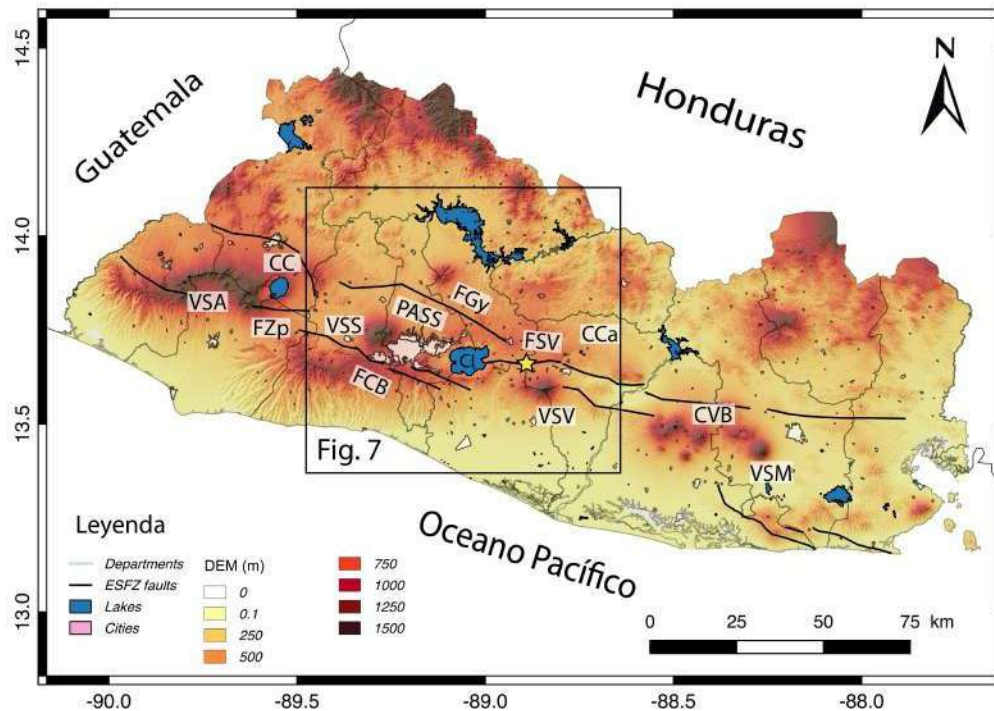 14.5
14.0
13.5
13.0
Guatemala
Honduras
N
CC
VSA
FZp
VSS
PASS
FGy
FCB
CI
FSV
CCa
VSV
CVB
VSM
Fig. 7
Oceano Pacífico
Leyenda
Departments
ESFZ faults
Lakes
Cities
DEM (m)
0
0.1
250
500
750
1000
1250
1500
0 25 50 75 km
-90.0 -89.5 -89.0 -88.5 -88.0